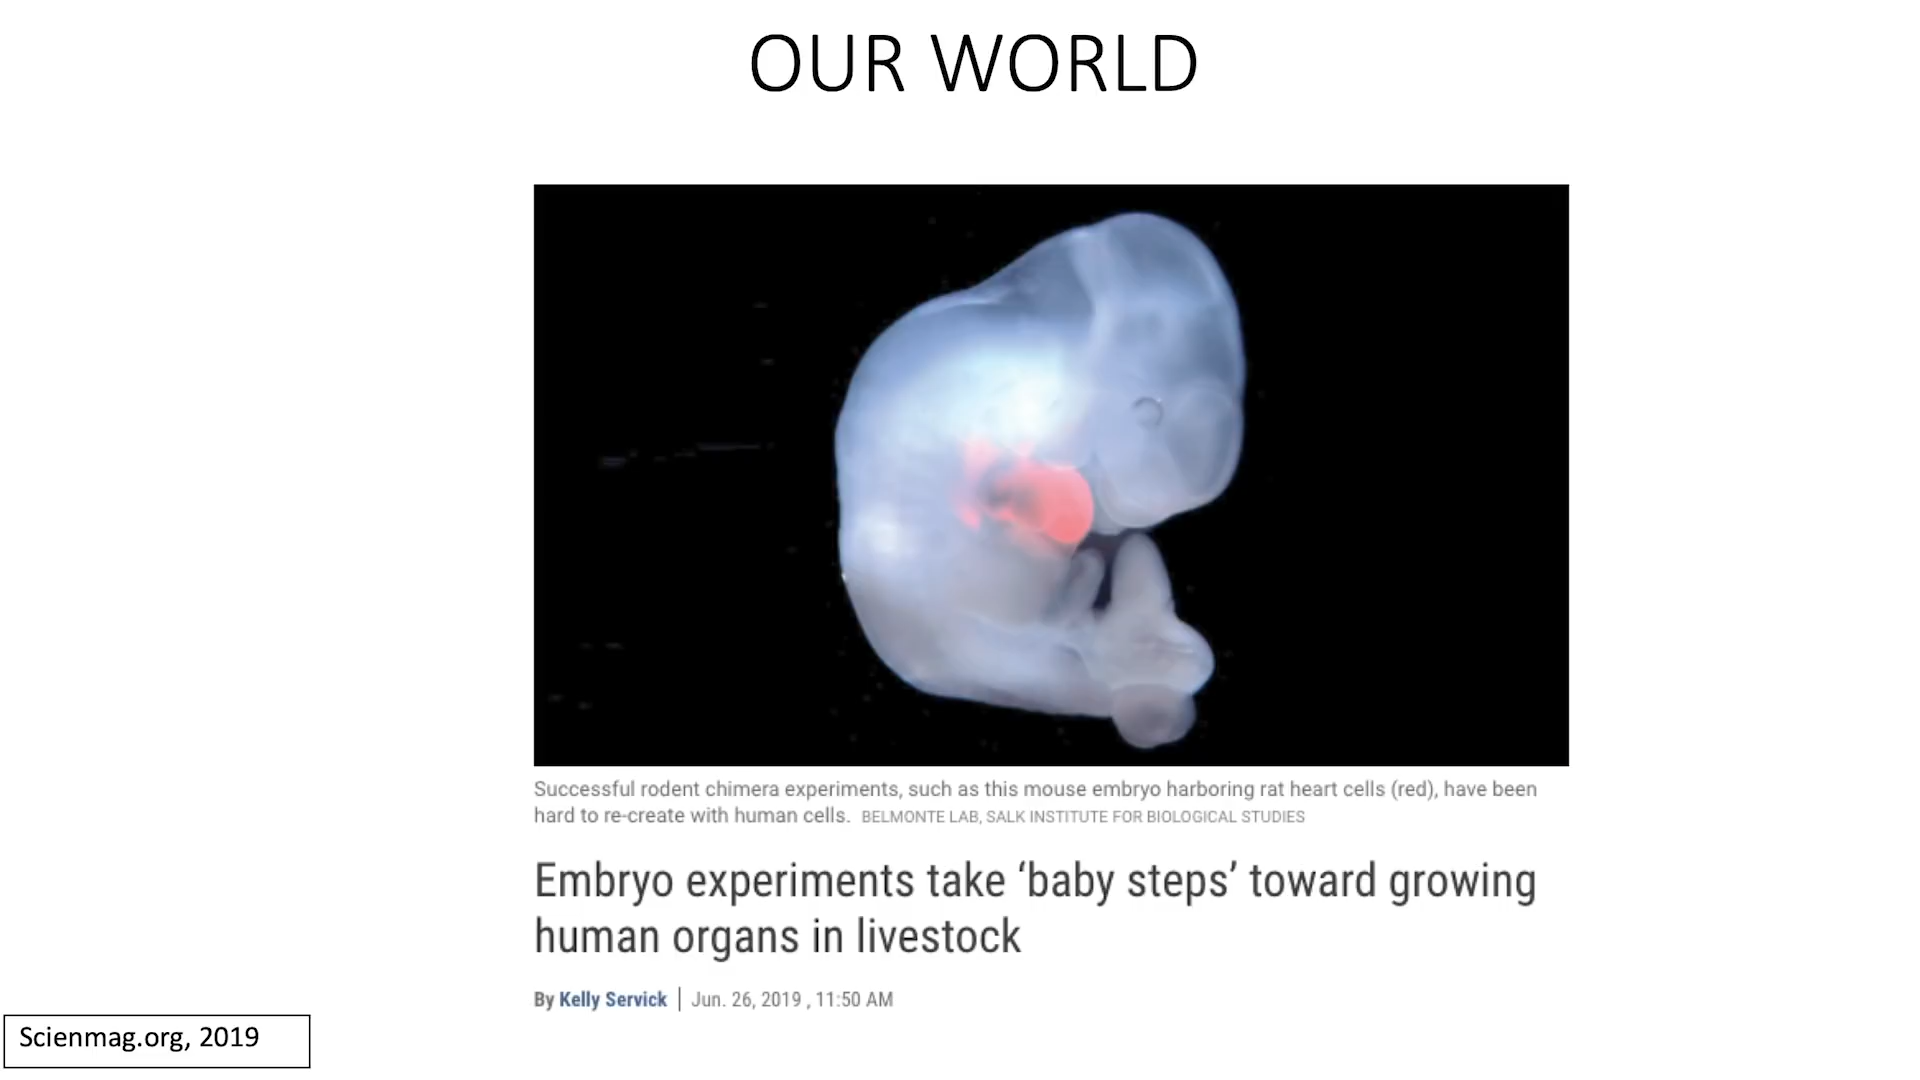 OUR WORLD
Successful rodent chimera experiments, such as this mouse embryo harboring rat heart cells (red), have been
hard to re-create with human cells. BELMONTE LAB, SALK INSTITUTE FOR BIOLOGICAL STUDIES
Embryo experiments take ‘baby steps’ toward growing
human organs in livestock
By Kelly Servick | Jun. 26, 2019 , 11:50 AM
Scienmag.org, 2019